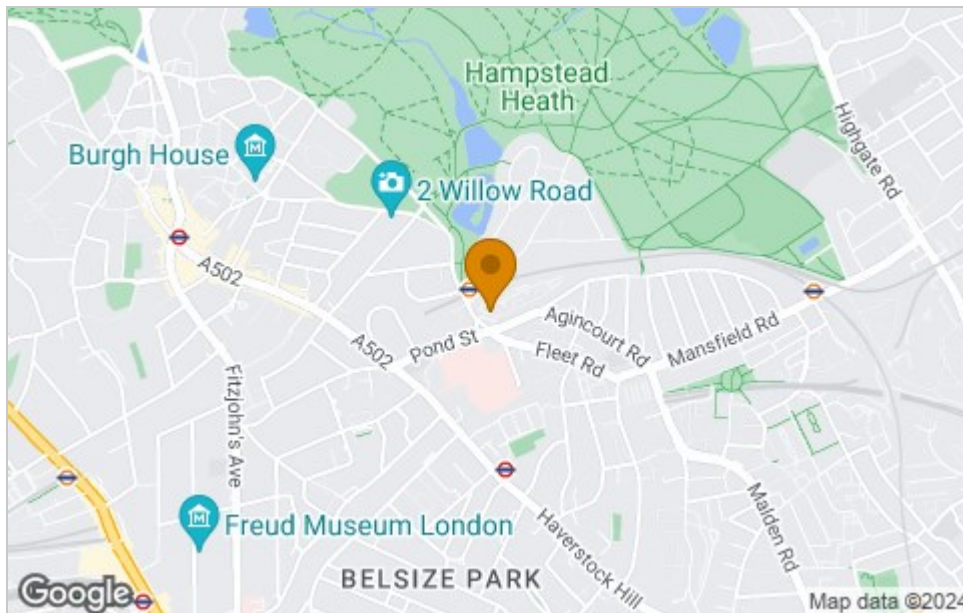 Hampstead
Heath
Highgate Rd
Burgh House
2 Willow Road
A502
A502
Pond St
Agincourt Rd
Fleet Rd
Mansfield Rd
Fitzjohn's Ave
Malden Rd
Freud Museum London
Haverstock Hill
BELSIZE PARK
Google
Map data ©2024